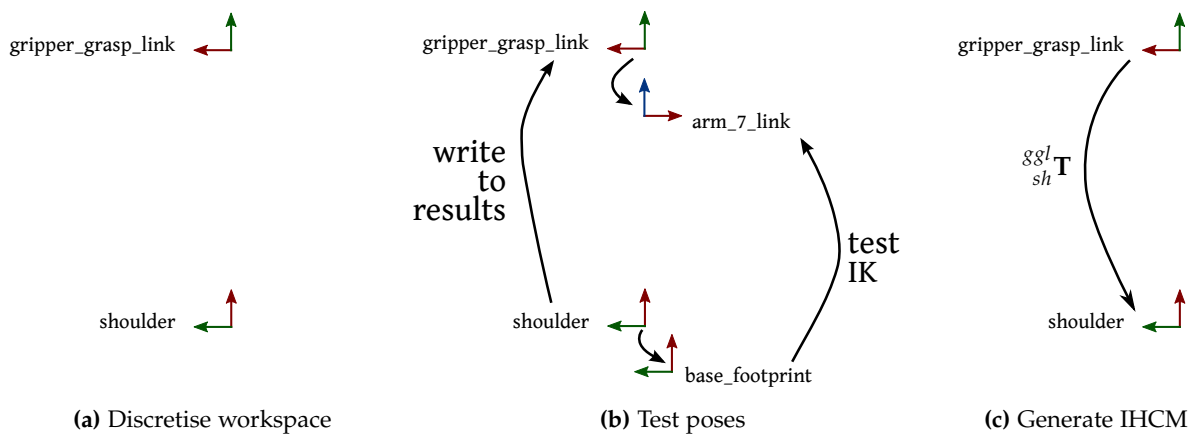 gripper_grasp_link
shoulder
(a) Discretise workspace
gripper_grasp_link
arm_7_link
write
to
results
test
IK
shoulder
base_footprint
(b) Test poses
gripper_grasp_link
ggl
sh T
shoulder
(c) Generate IHCM